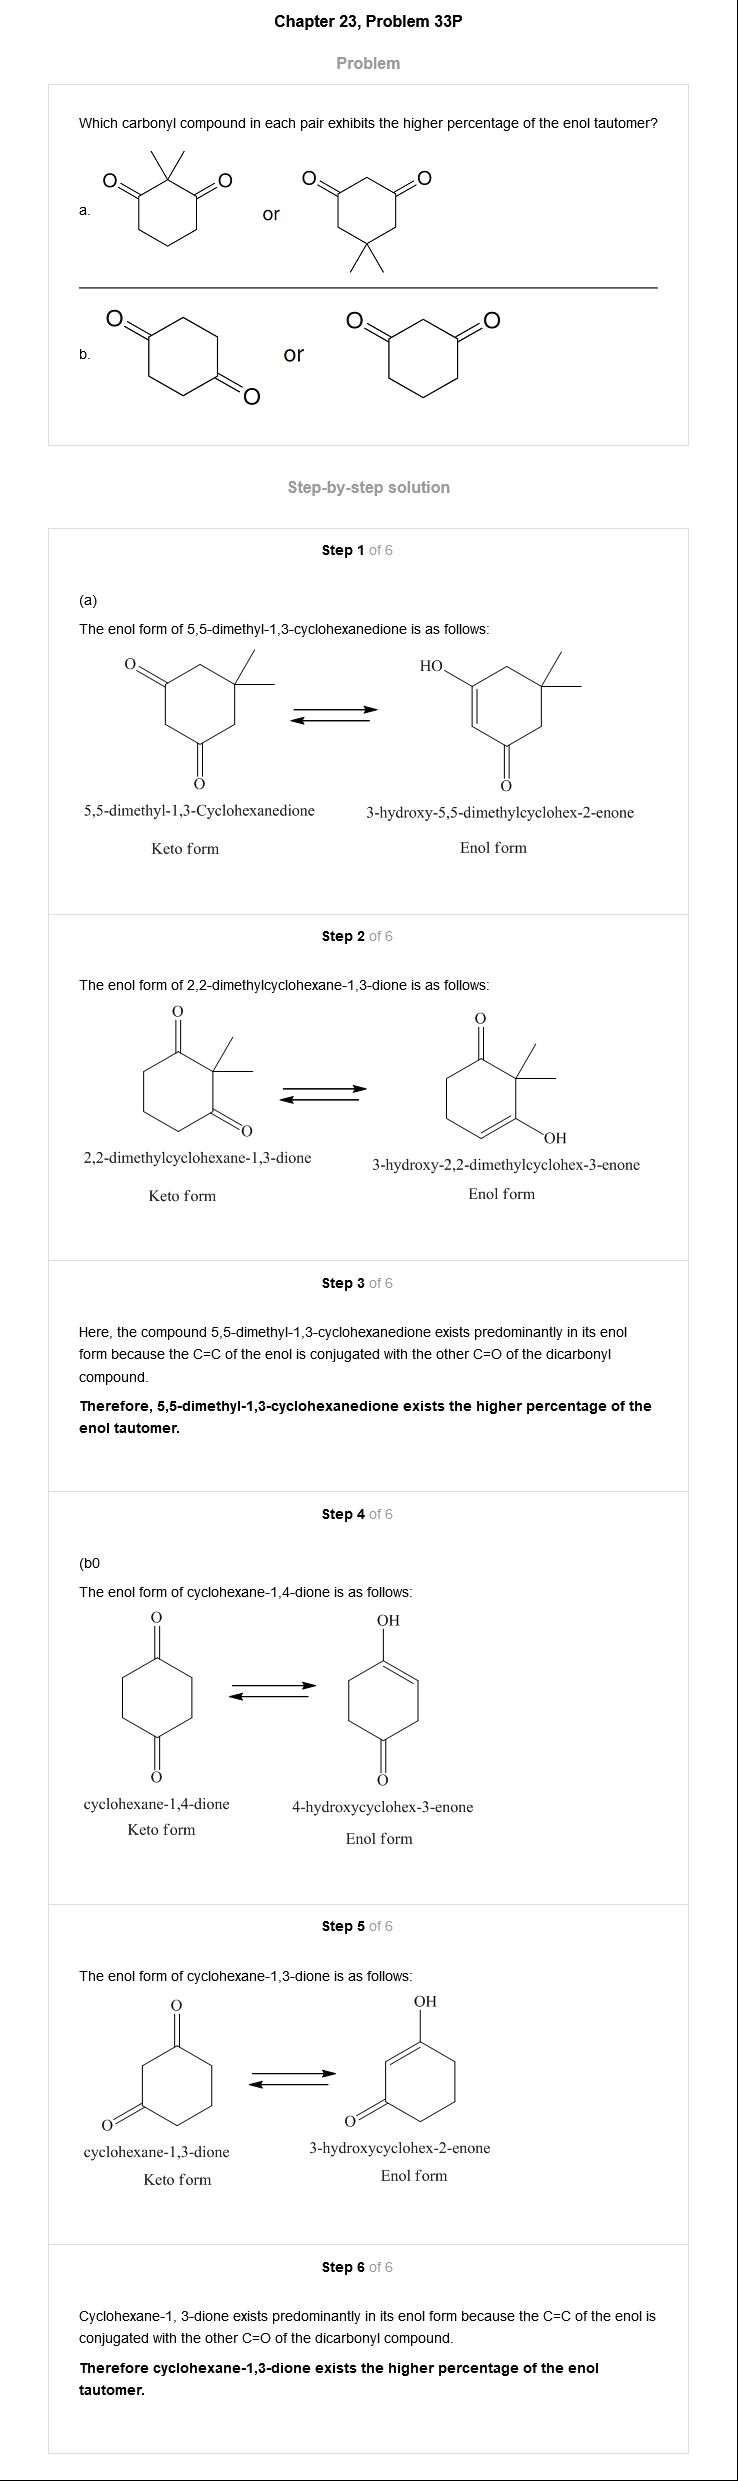 Chapter 23, Problem 33P
Problem
Which carbonyl compound in each pair exhibits the higher percentage of the enol tautomer?
O O O O
a. or
O O O
b. or
O
Step-by-step solution
Step 1 of 6
(a)
The enol form of 5,5-dimethyl-1,3-cyclohexanedione is as follows:
O HO
O O
5,5-dimethyl-1,3-Cyclohexanedione 3-hydroxy-5,5-dimethylcyclohex-2-enone
Keto form Enol form
Step 2 of 6
The enol form of 2,2-dimethylcyclohexane-1,3-dione is as follows:
O O
O OH
2,2-dimethylcyclohexane-1,3-dione 3-hydroxy-2,2-dimethylcyclohex-3-enone
Keto form Enol form
Step 3 of 6
Here, the compound 5,5-dimethyl-1,3-cyclohexanedione exists predominantly in its enol
form because the C=C of the enol is conjugated with the other C=O of the dicarbonyl
compound.
Therefore, 5,5-dimethyl-1,3-cyclohexanedione exists the higher percentage of the
enol tautomer.
Step 4 of 6
(b0
The enol form of cyclohexane-1,4-dione is as follows:
O OH
O O
cyclohexane-1,4-dione 4-hydroxycyclohex-3-enone
Keto form Enol form
Step 5 of 6
The enol form of cyclohexane-1,3-dione is as follows:
O OH
O O
cyclohexane-1,3-dione 3-hydroxycyclohex-2-enone
Keto form Enol form
Step 6 of 6
Cyclohexane-1, 3-dione exists predominantly in its enol form because the C=C of the enol is
conjugated with the other C=O of the dicarbonyl compound.
Therefore cyclohexane-1,3-dione exists the higher percentage of the enol
tautomer.